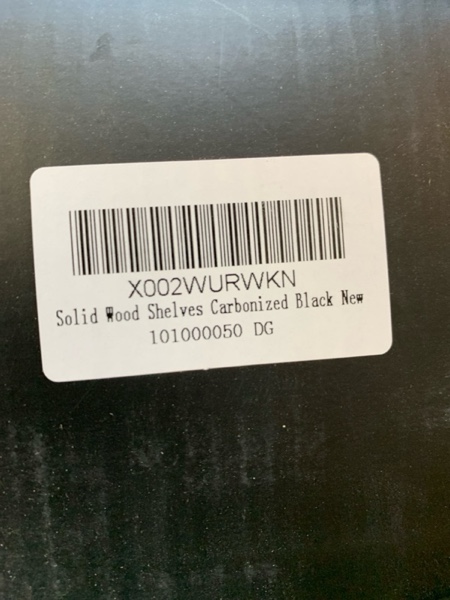 X002WURWKN
Solid Wood Shelves Carbonized Black New
101000050 DG